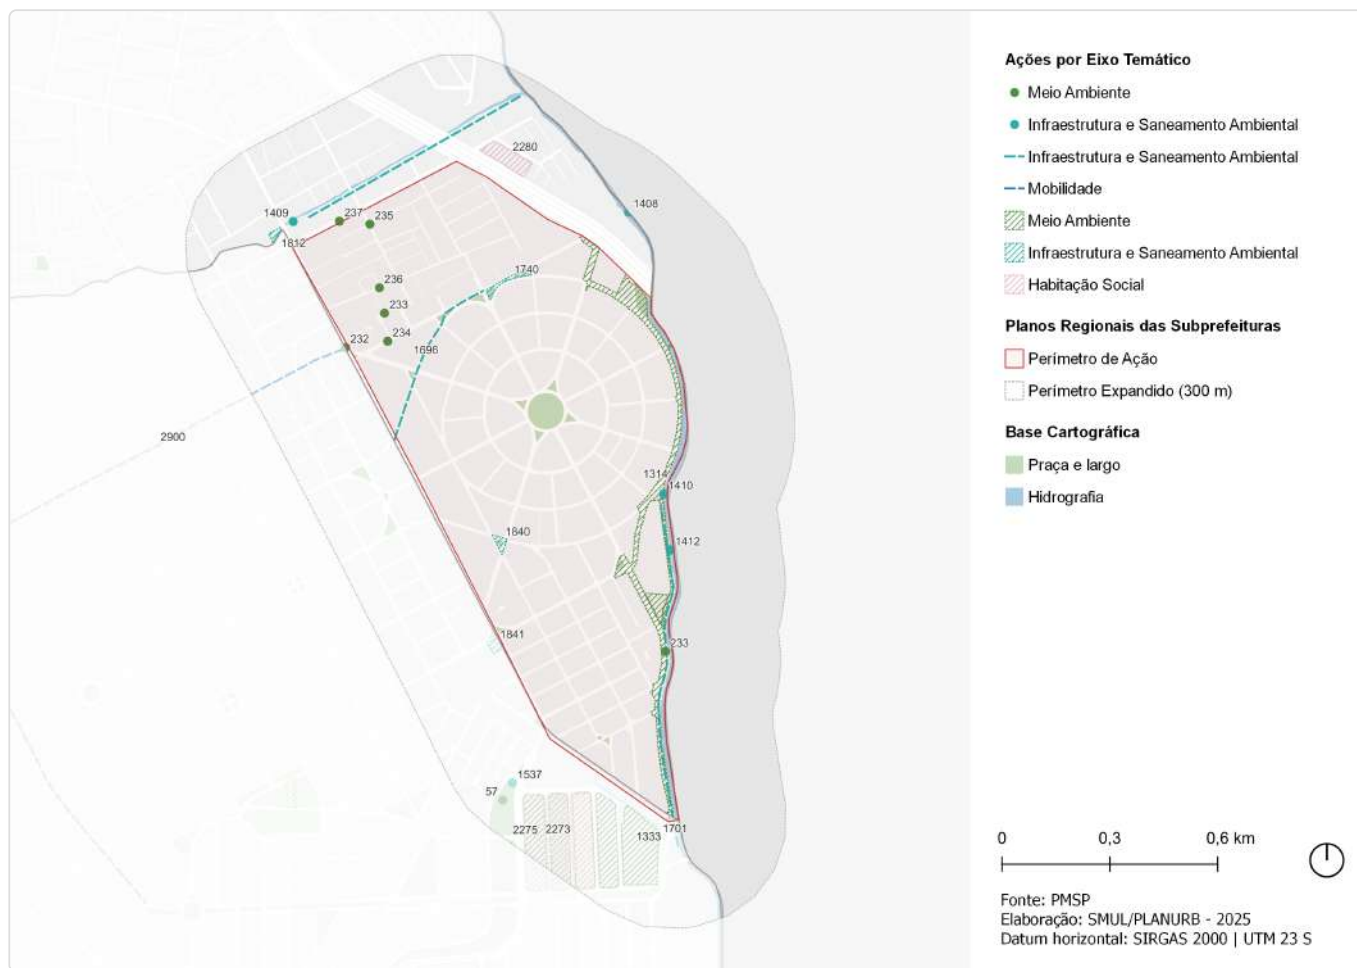 2280
1408
1409
237
235
1812
1740
236
233
234
232
1696
2900
1314
1410
1840
1412
1841
233
1537
57
2275
2273
1333
1701
Ações por Eixo Temático
Meio Ambiente
Infraestrutura e Saneamento Ambiental
Infraestrutura e Saneamento Ambiental
Mobilidade
Meio Ambiente
Infraestrutura e Saneamento Ambiental
Habitação Social
Planos Regionais das Subprefeituras
Perímetro de Ação
Perímetro Expandido (300 m)
Base Cartográfica
Praça e largo
Hidrografia
0 0,3 0,6 km
Fonte: PMSP
Elaboração: SMUL/PLANURB - 2025
Datum horizontal: SIRGAS 2000 | UTM 23 S